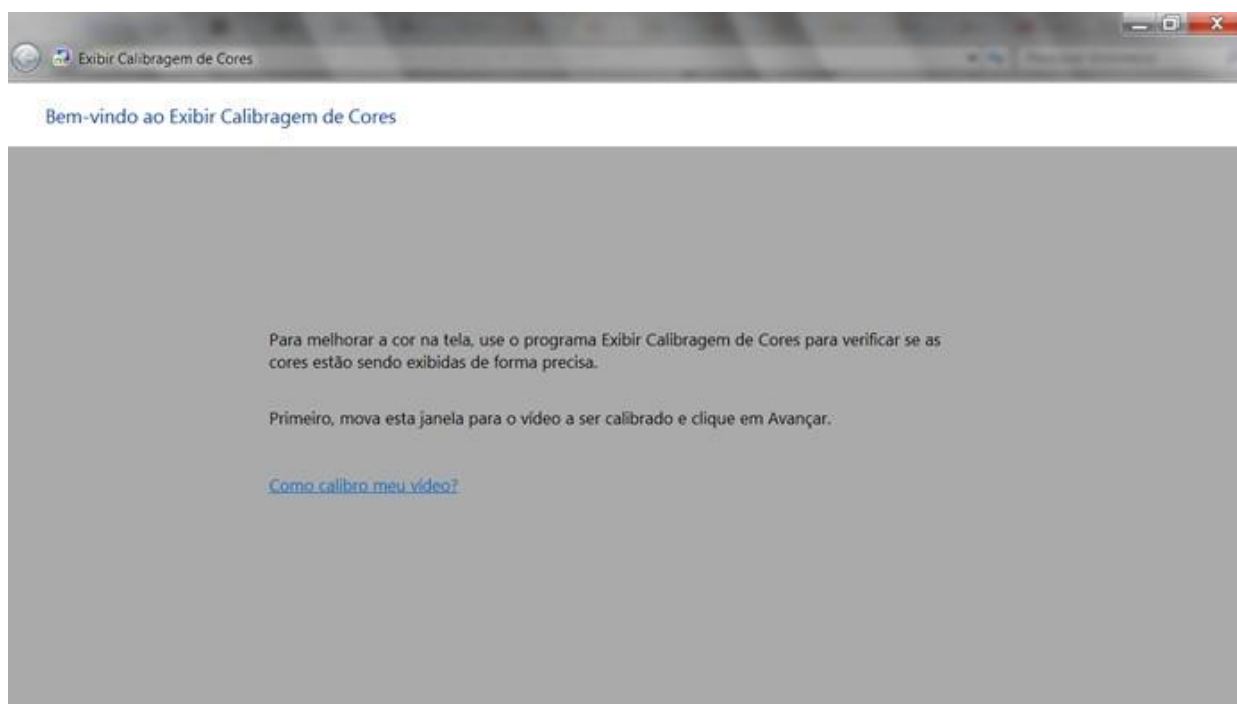 Exibir Calibragem de Cores
Bem-vindo ao Exibir Calibragem de Cores
Para melhorar a cor na tela, use o programa Exibir Calibragem de Cores para verificar se as
cores estão sendo exibidas de forma precisa.
Primeiro, mova esta janela para o vídeo a ser calibrado e clique em Avançar.
Como calibro meu vídeo?